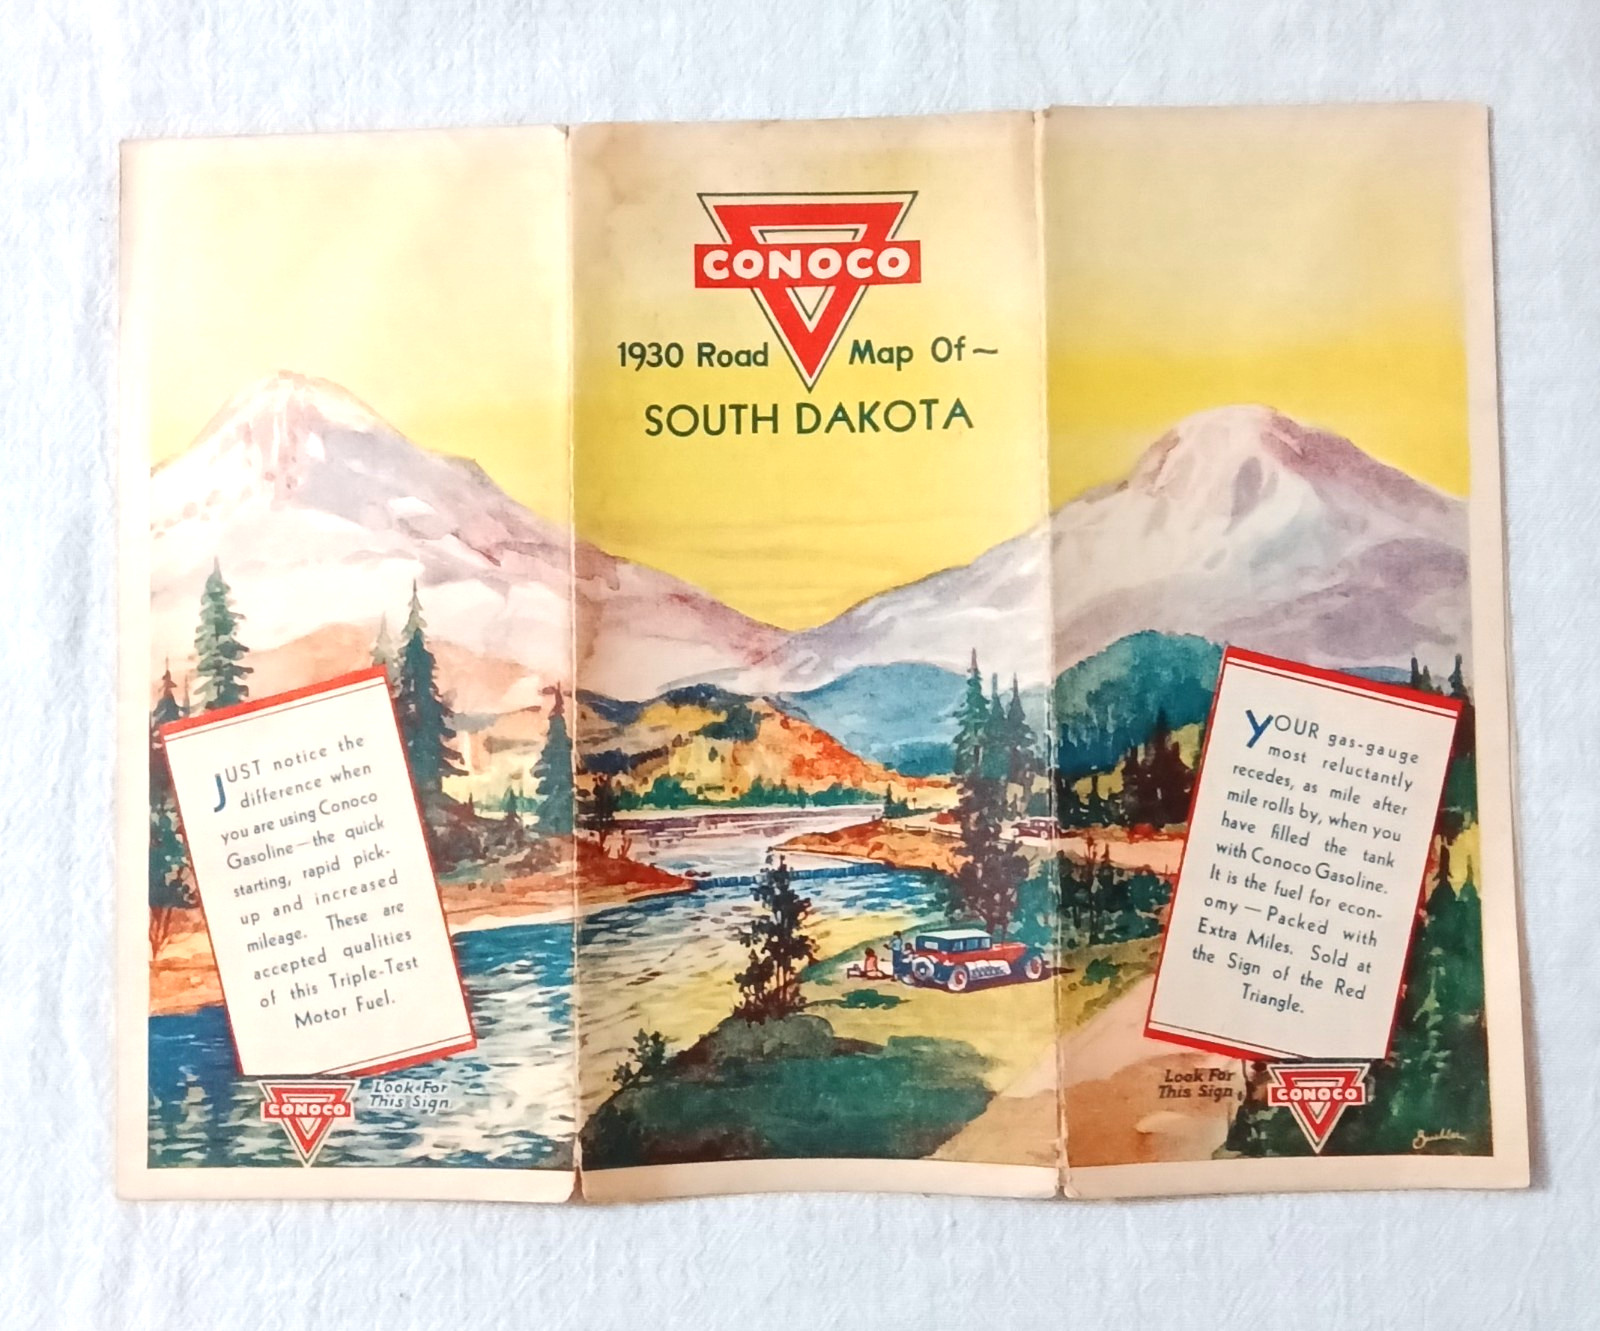 CONOCO
1930 Road Map Of~
SOUTH DAKOTA
JUST notice the
difference when
you are using Conoco
Gasoline—the quick
starting, rapid pick-
up and increased
mileage. These are
accepted qualities
of this Triple-Test
Motor Fuel.
CONOCO
Look For
This Sign
YOUR gas-gauge
most reluctantly
recedes, as mile after
mile rolls by, when you
have filled the tank
with Conoco Gasoline.
It is the fuel for econ-
omy — Packed with
Extra Miles. Sold at
the Sign of the Red
Triangle.
Look For
This Sign
CONOCO